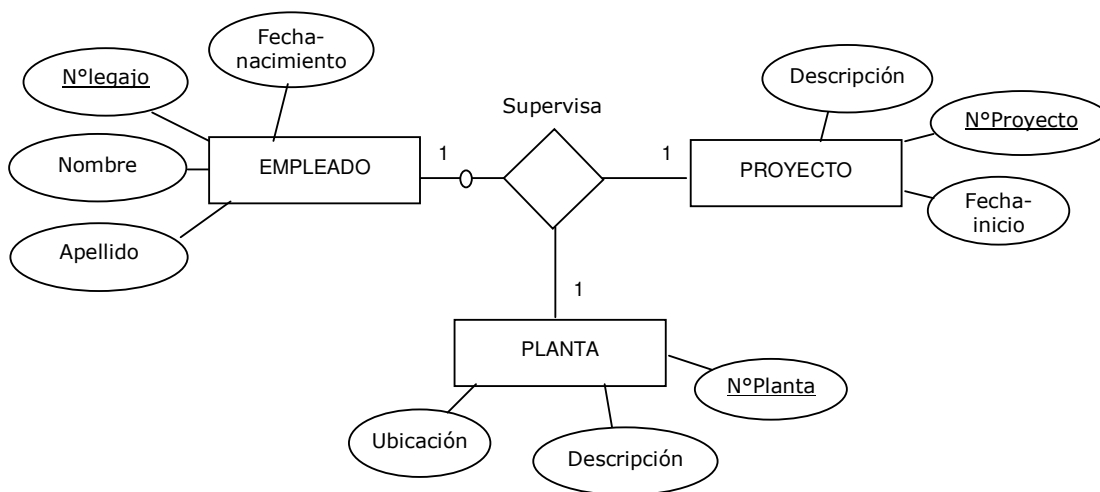 Fecha-
nacimiento
N°legajo
Nombre
Apellido
EMPLEADO
1
Supervisa
1
Descripción
N°Proyecto
PROYECTO
Fecha-
inicio
1
PLANTA
N°Planta
Ubicación
Descripción